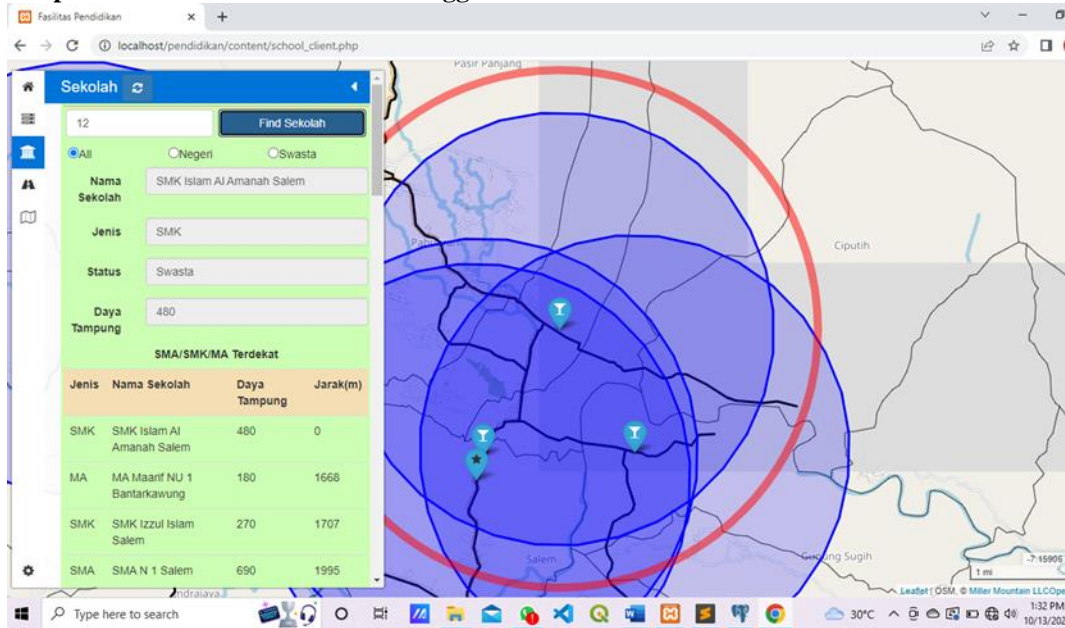 Fasilitas Pendidikan
localhost/pendidikan/content/school_client.php
Sekolah
12
Find Sekolah
All
Negeri
Swasta
Nama Sekolah
SMK Islam Al Amanah Salem
Jenis
SMK
Status
Swasta
Daya Tampung
480
SMA/SMK/MA Terdekat
Jenis Nama Sekolah Daya Tampung Jarak(m)
SMK SMK Islam Al Amanah Salem 480 0
MA MA Maarif NU 1 Bantarkawung 180 1668
SMK SMK Izzul Islam Salem 270 1707
SMA SMA N 1 Salem 690 1995
Pasir Panjang
Ciputih
Salem
Gunung Sugih
-7.15906
1 mi
Leaflet | OSM, © Miller Mountain LLC
Type here to search
30°C
1:32 PM